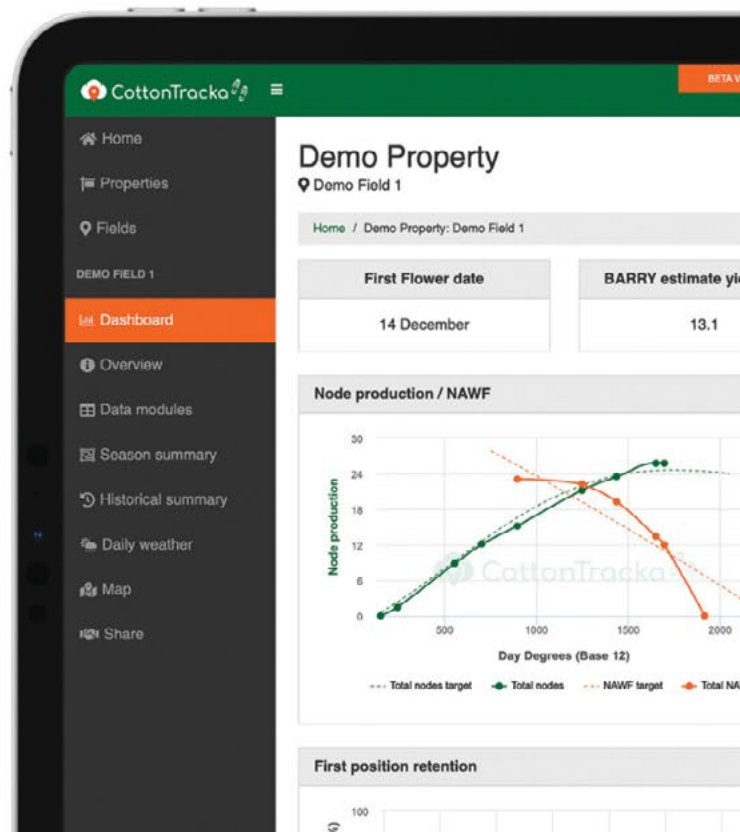 CottonTracka
BETA V
Home
Properties
Fields
DEMO FIELD 1
Dashboard
Overview
Data modules
Season summary
Historical summary
Daily weather
Map
Share
Demo Property
Demo Field 1
Home / Demo Property: Demo Field 1
First Flower date
14 December
BARRY estimate yie
13.1
Node production / NAWF
Node production
30
24
18
12
6
0
CottonTracka
500 1000 1500 2000
Day Degrees (Base 12)
Total nodes target Total nodes NAWF target Total NAW
First position retention
100